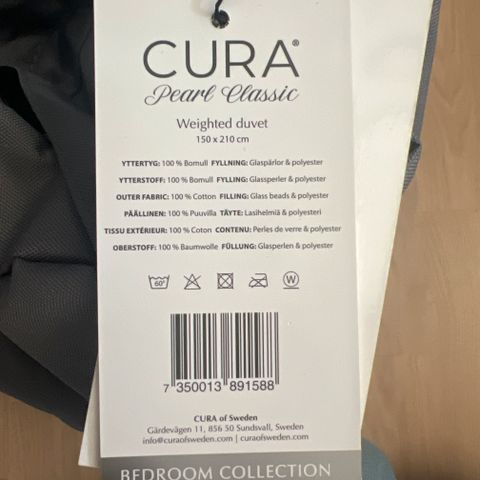 CURA®
Pearl Classic
Weighted duvet
150 x 210 cm
YTTERTYG: 100 % Bomull FYLLNING: Glaspärlor & polyester
YTTERSTOFF: 100 % Bomull FYLLING: Glassperler & polyester
OUTER FABRIC: 100 % Cotton FILLING: Glass beads & polyester
PÄÄLLINEN: 100 % Puuvilla TÄYTE: Lasihelmiä & polyesteri
TISSU EXTÉRIEUR: 100 % Coton CONTENU: Perles de verre & polyester
OBERSTOFF: 100 % Baumwolle FÜLLUNG: Glasperlen & polyester
60° W
7 350013 891588
CURA of Sweden
Gärdevägen 11, 856 50 Sundsvall, Sweden
info@curaofsweden.com | curaofsweden.com
BEDROOM COLLECTION